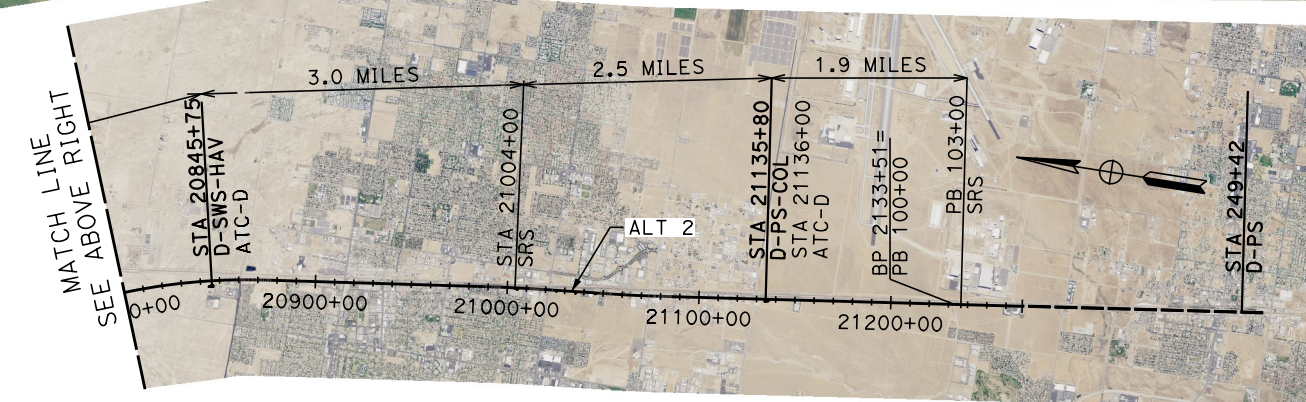 3.0 MILES
2.5 MILES
1.9 MILES
MATCH LINE
SEE ABOVE RIGHT
STA 20845+75
D-SWS-HAV
ATC-D
STA 21004+00
SRS
ALT 2
STA 21135+80
D-PS-COL
STA 21136+00
ATC-D
BP 2133+51=
PB 100+00
PB 103+00
SRS
STA 249+42
D-PS
0+00
20900+00
21000+00
21100+00
21200+00